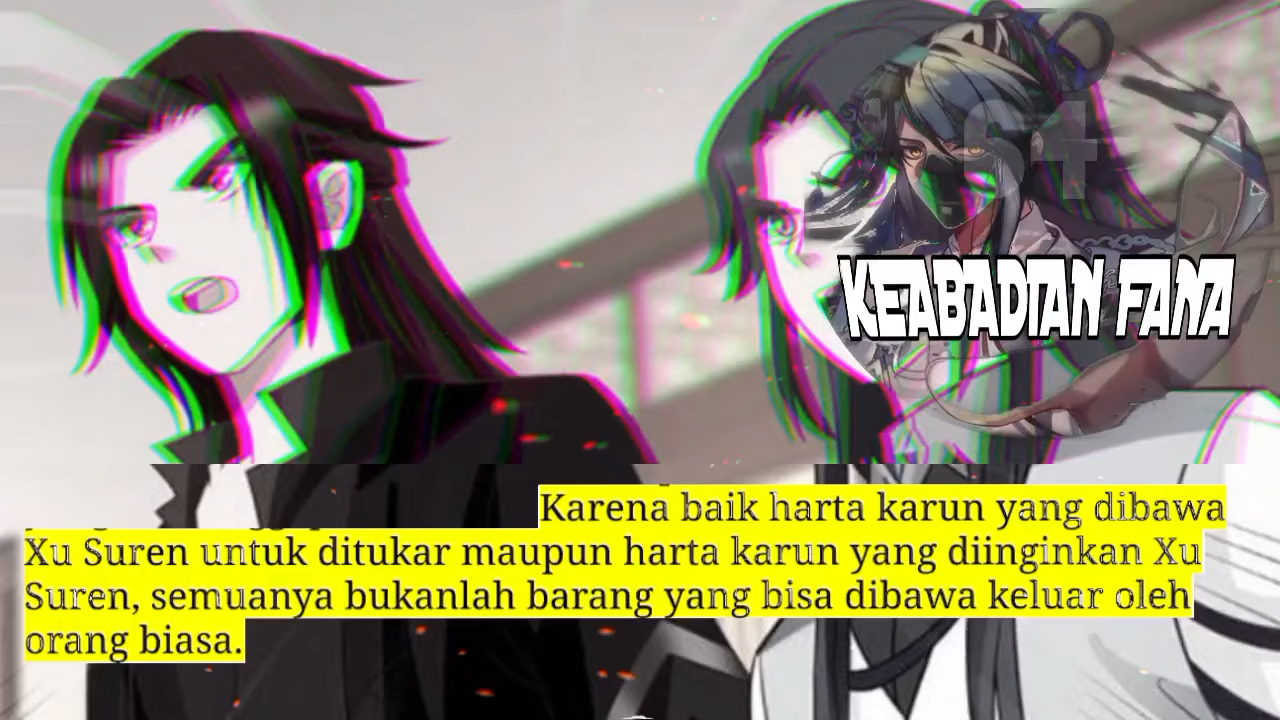 KEABADIAN FANA
Karena baik harta karun yang dibawa
Xu Suren untuk ditukar maupun harta karun yang diinginkan Xu
Suren, semuanya bukanlah barang yang bisa dibawa keluar oleh
orang biasa.